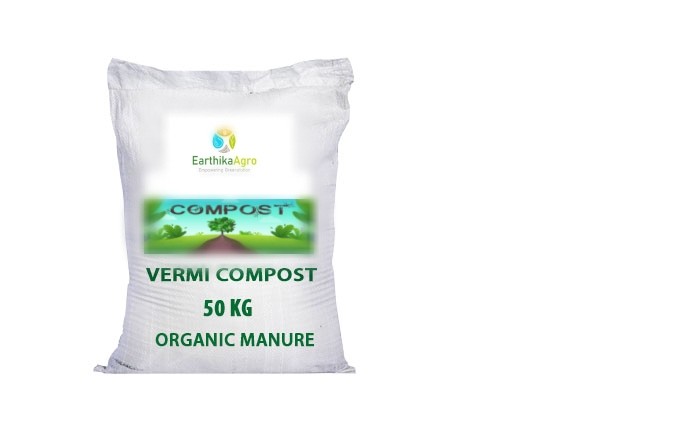 EarthikaAgro
COMPOST
VERMI COMPOST
50 KG
ORGANIC MANURE